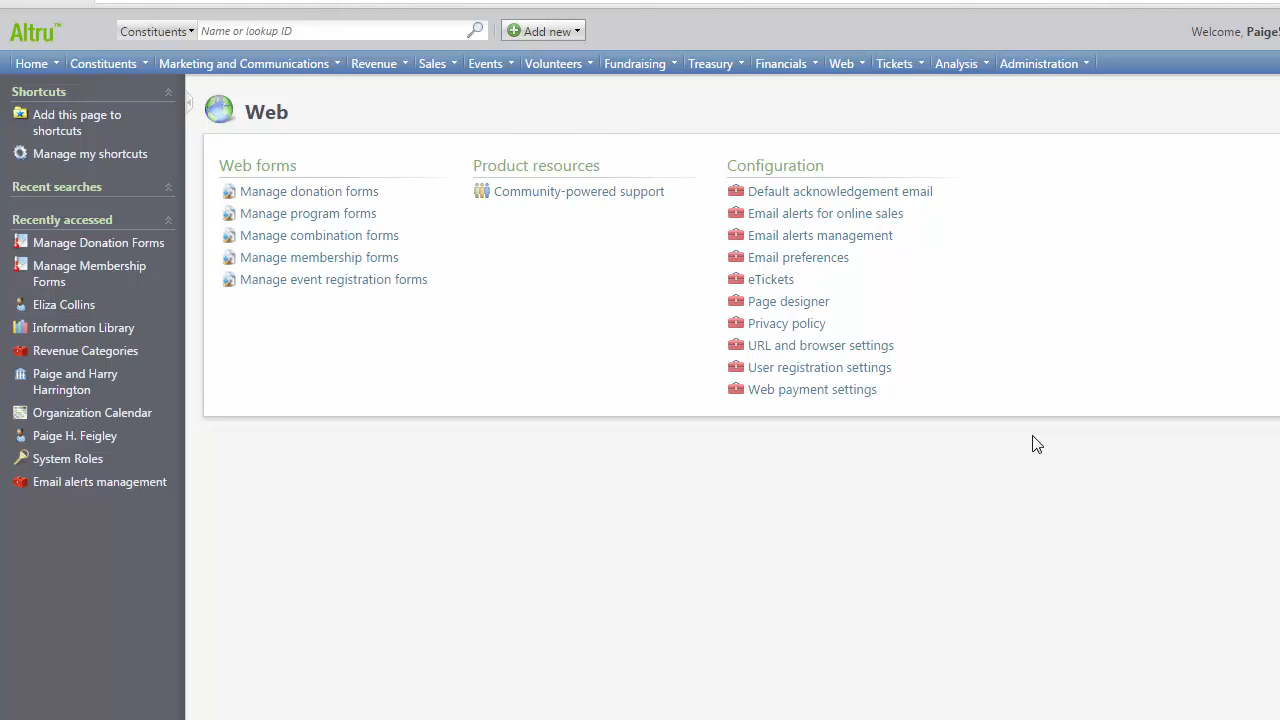 Altru™
Constituents
Name or lookup ID
Add new
Welcome, Paige
Home
Constituents
Marketing and Communications
Revenue
Sales
Events
Volunteers
Fundraising
Treasury
Financials
Web
Tickets
Analysis
Administration
Shortcuts
Add this page to
shortcuts
Manage my shortcuts
Recent searches
Recently accessed
Manage Donation Forms
Manage Membership
Forms
Eliza Collins
Information Library
Revenue Categories
Paige and Harry
Harrington
Organization Calendar
Paige H. Feigley
System Roles
Email alerts management
Web
Web forms
Manage donation forms
Manage program forms
Manage combination forms
Manage membership forms
Manage event registration forms
Product resources
Community-powered support
Configuration
Default acknowledgement email
Email alerts for online sales
Email alerts management
Email preferences
eTickets
Page designer
Privacy policy
URL and browser settings
User registration settings
Web payment settings